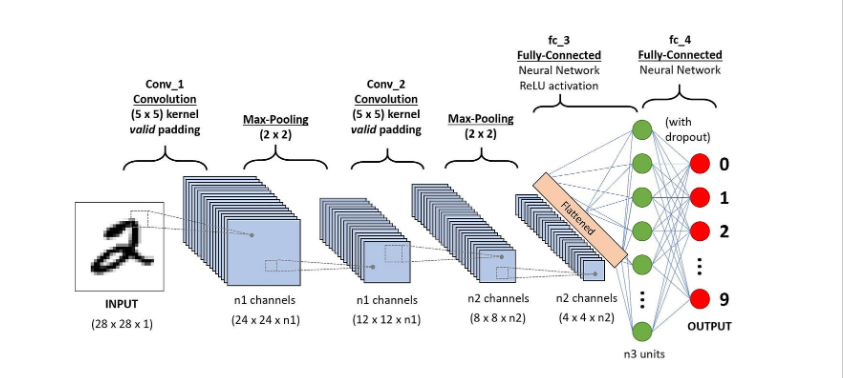 fc_3
Fully-Connected
Neural Network
ReLU activation
fc_4
Fully-Connected
Neural Network
Conv_1
Convolution
(5 x 5) kernel
valid padding
Max-Pooling
(2 x 2)
Conv_2
Convolution
(5 x 5) kernel
valid padding
Max-Pooling
(2 x 2)
(with
dropout)
Flattened
0
1
2
9
INPUT
(28 x 28 x 1)
n1 channels
(24 x 24 x n1)
n1 channels
(12 x 12 x n1)
n2 channels
(8 x 8 x n2)
n2 channels
(4 x 4 x n2)
OUTPUT
n3 units
2